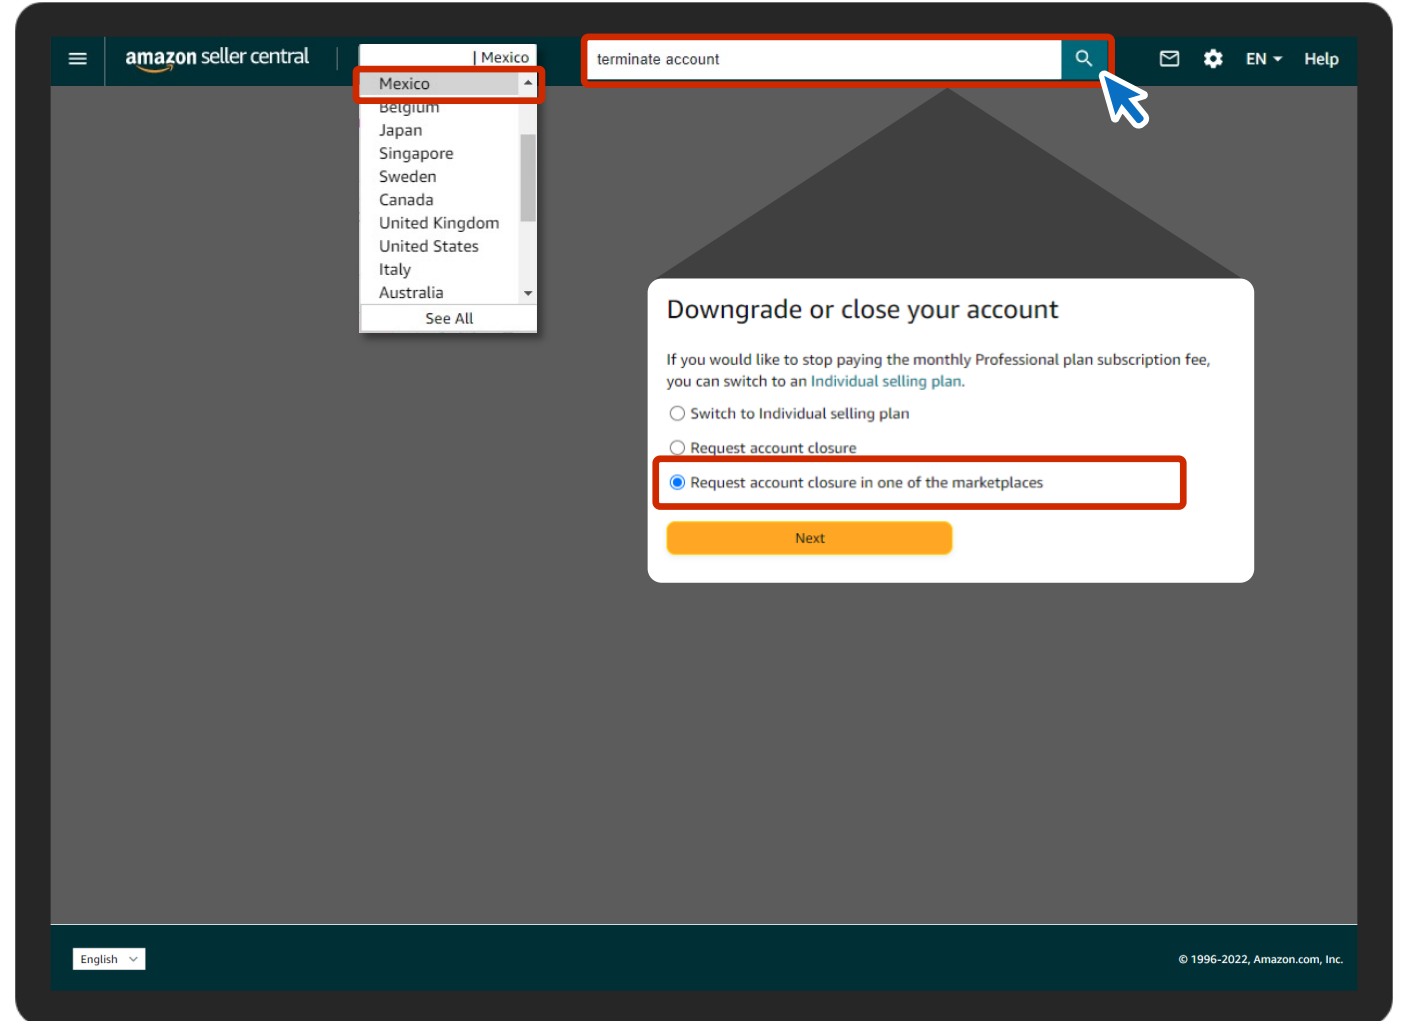 amazon seller central
| Mexico
terminate account
EN
Help
Mexico
Belgium
Japan
Singapore
Sweden
Canada
United Kingdom
United States
Italy
Australia
See All
Downgrade or close your account
If you would like to stop paying the monthly Professional plan subscription fee,
you can switch to an Individual selling plan.
Switch to Individual selling plan
Request account closure
Request account closure in one of the marketplaces
Next
English
© 1996-2022, Amazon.com, Inc.